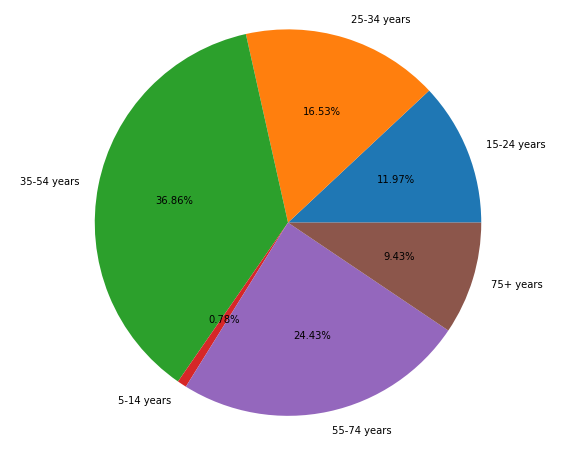 25-34 years
16.53%
15-24 years
11.97%
35-54 years
36.86%
9.43%
75+ years
0.78%
24.43%
5-14 years
55-74 years